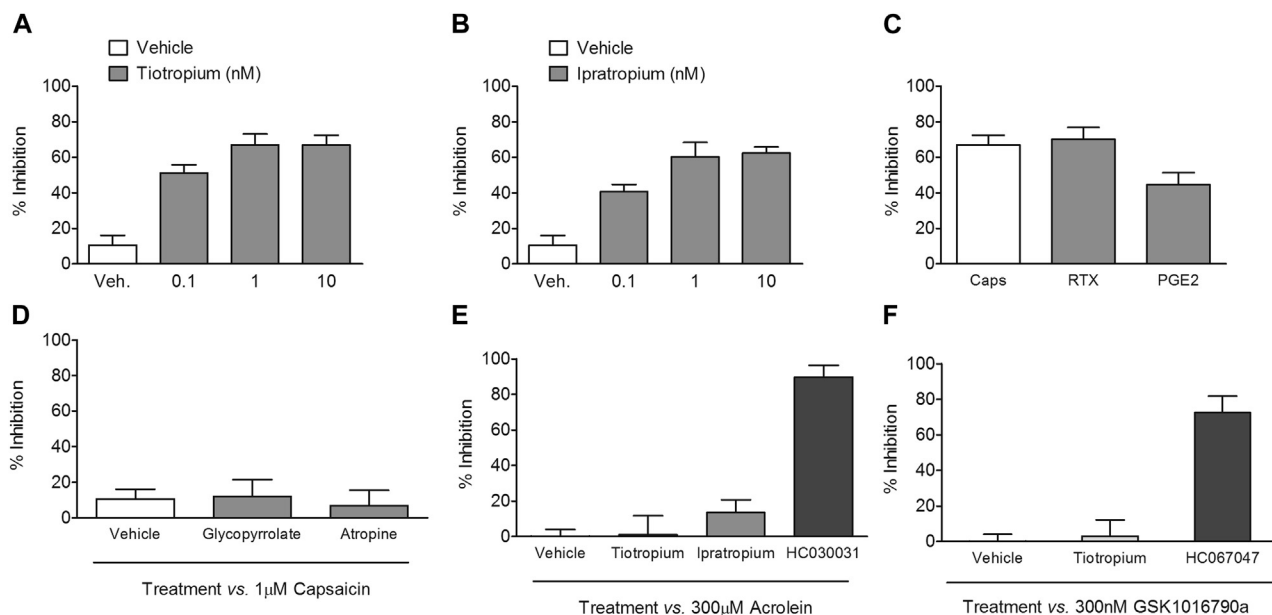 A
Vehicle
Tiotropium (nM)
100
80
60
40
20
0
% Inhibition
Veh. 0.1 1 10
B
Vehicle
Ipratropium (nM)
100
80
60
40
20
0
% Inhibition
Veh. 0.1 1 10
C
100
80
60
40
20
0
% Inhibition
Caps RTX PGE2
D
100
80
60
40
20
0
% Inhibition
Vehicle Glycopyrrolate Atropine
Treatment vs. 1µM Capsaicin
E
100
80
60
40
20
0
% Inhibition
Vehicle Tiotropium Ipratropium HC030031
Treatment vs. 300µM Acrolein
F
100
80
60
40
20
0
% Inhibition
Vehicle Tiotropium HC067047
Treatment vs. 300nM GSK1016790a